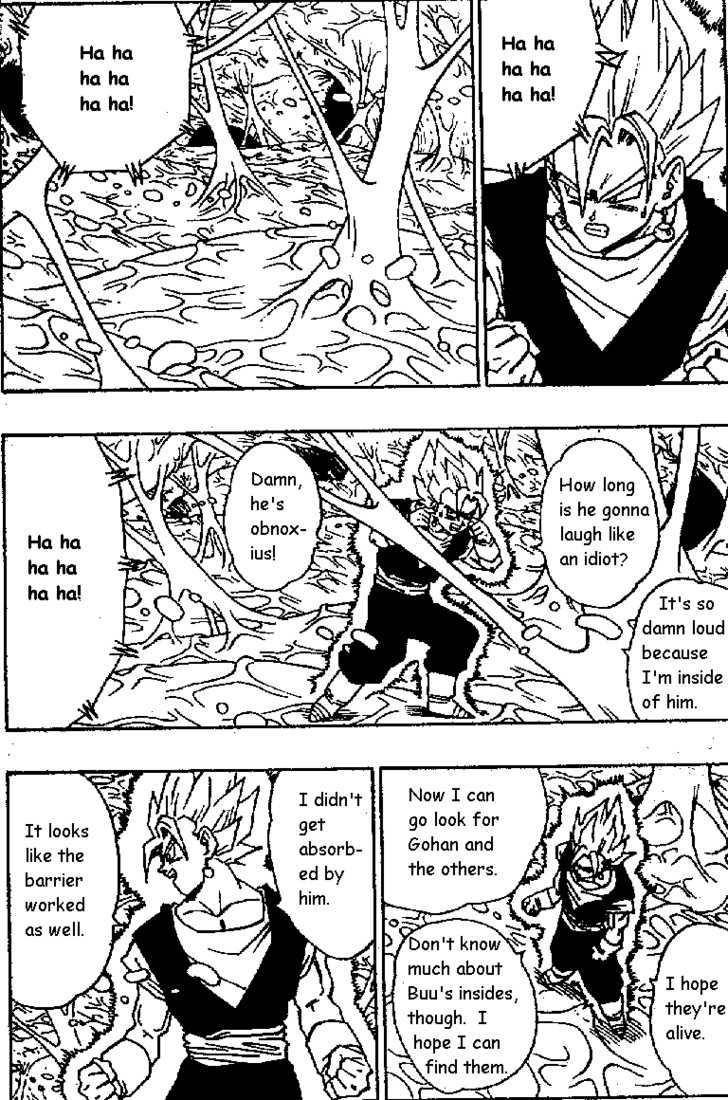 Ha ha
ha ha
ha ha!
Ha ha
ha ha
ha ha!
How long
is he gonna
laugh like
an idiot?
It's so
damn loud
because
I'm inside
of him.
Damn,
he's
obnox-
ius!
Ha ha
ha ha
ha ha!
Now I can
go look for
Gohan and
the others.
I hope
they're
alive.
Don't know
much about
Buu's insides,
though. I
hope I can
find them.
I didn't
get
absorb-
ed by
him.
It looks
like the
barrier
worked
as well.